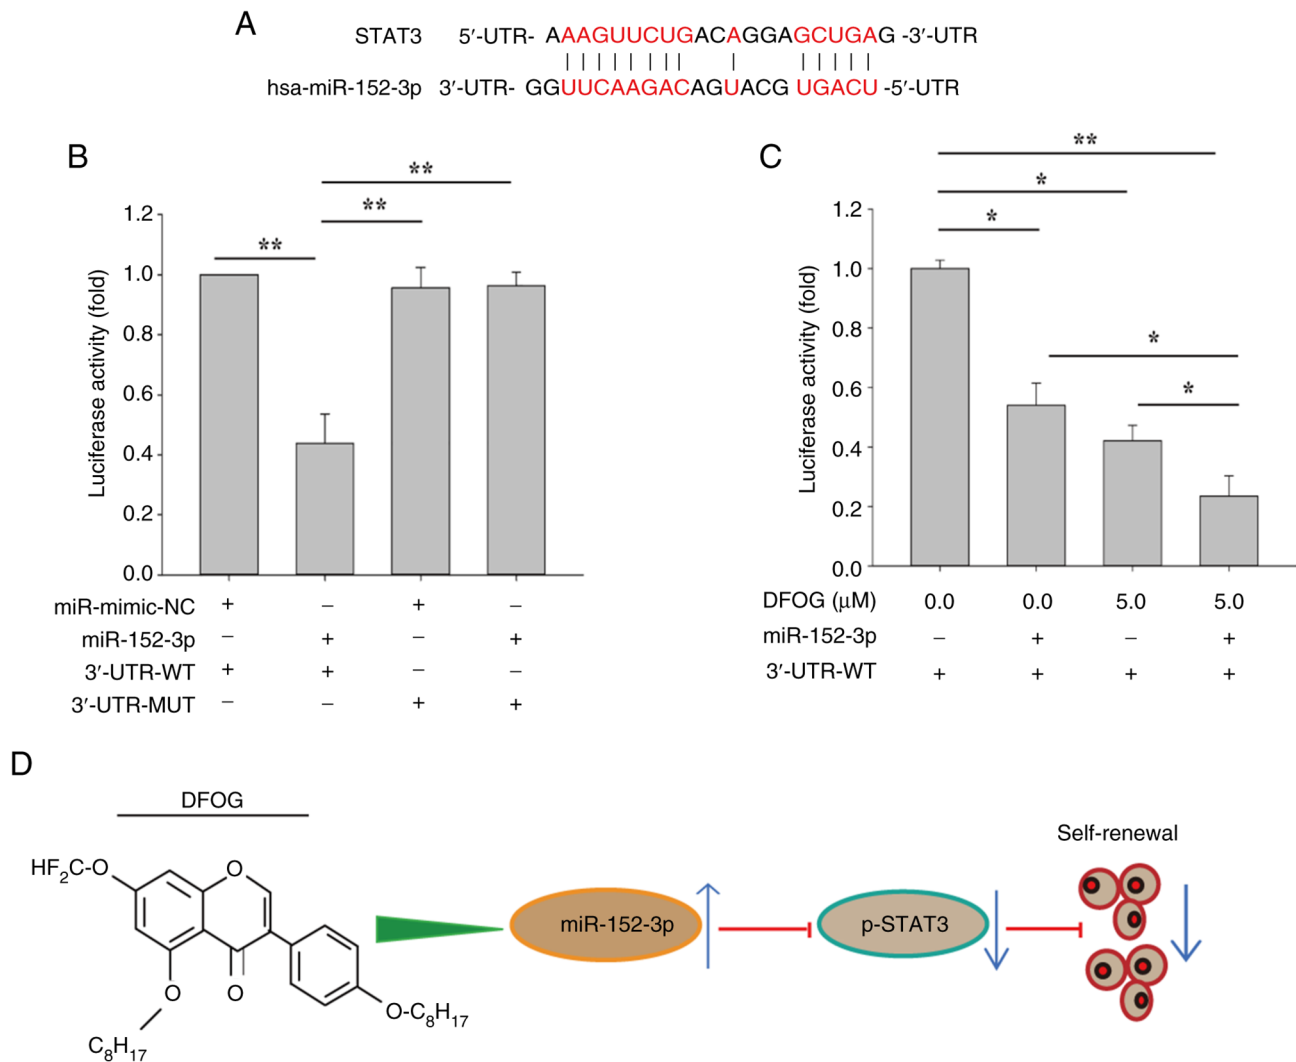 A
STAT3 5′-UTR- AAAGUUCUGACAGGAGCUGAG -3′-UTR
hsa-miR-152-3p 3′-UTR- GGUUCAAGACAGUACG UGACU -5′-UTR
B
**
**
**
1.2
1.0
0.8
0.6
0.4
0.2
0.0
Luciferase activity (fold)
miR-mimic-NC + – + –
miR-152-3p – + – +
3′-UTR-WT + + – –
3′-UTR-MUT – – + +
C
**
*
*
*
*
1.2
1.0
0.8
0.6
0.4
0.2
0.0
Luciferase activity (fold)
DFOG (μM) 0.0 0.0 5.0 5.0
miR-152-3p – + – +
3′-UTR-WT + + + +
D
DFOG
HF2C-O
O
O
O
C8H17
O-C8H17
miR-152-3p
p-STAT3
Self-renewal